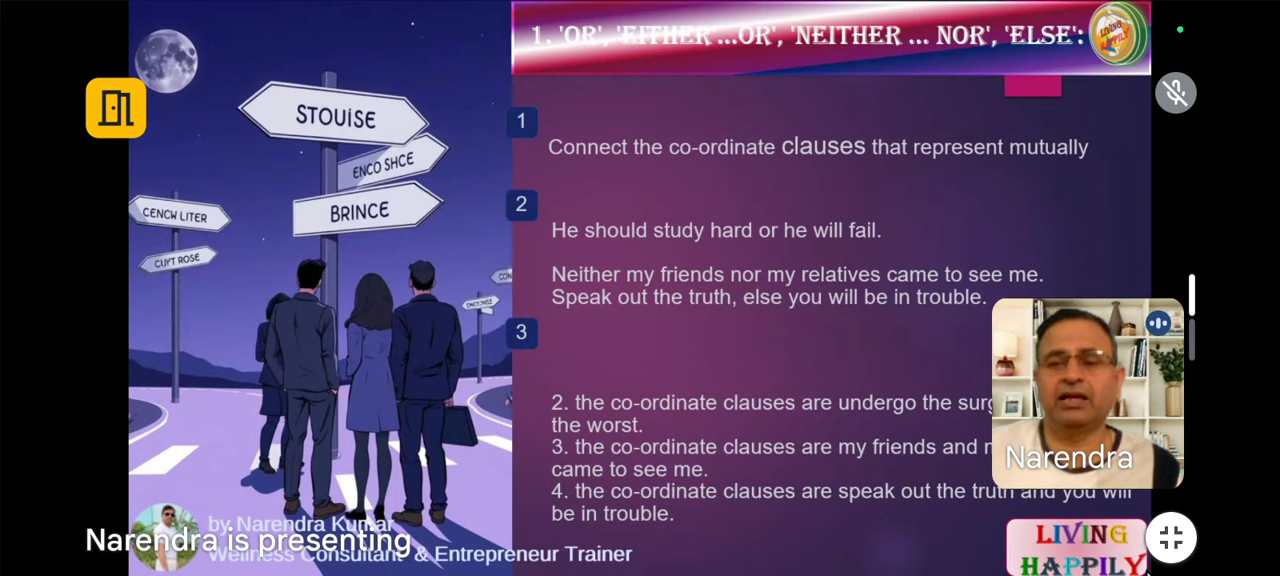 1. 'OR', 'EITHER ...OR', 'NEITHER ... NOR', 'ELSE':
LIVING
HAPPILY
STOUISE
ENCO SHCE
BRINCE
CENCW LITER
CUYT ROSE
1
Connect the co-ordinate clauses that represent mutually
2
He should study hard or he will fail.
Neither my friends nor my relatives came to see me.
Speak out the truth, else you will be in trouble.
3
2. the co-ordinate clauses are undergo the
the worst.
3. the co-ordinate clauses are my friends and
came to see me.
4. the co-ordinate clauses are speak out the truth and you will
be in trouble.
Narendra
by Narendra Kumar
Narendra is presenting
Wellness Consultant & Entrepreneur Trainer
LIVING
HAPPILY